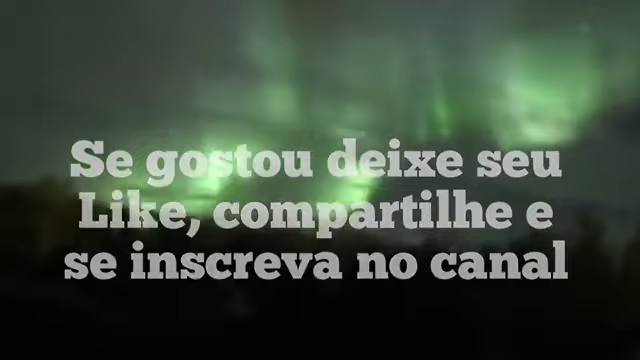 Se gostou deixe seu
Like, compartilhe e
se inscreva no canal